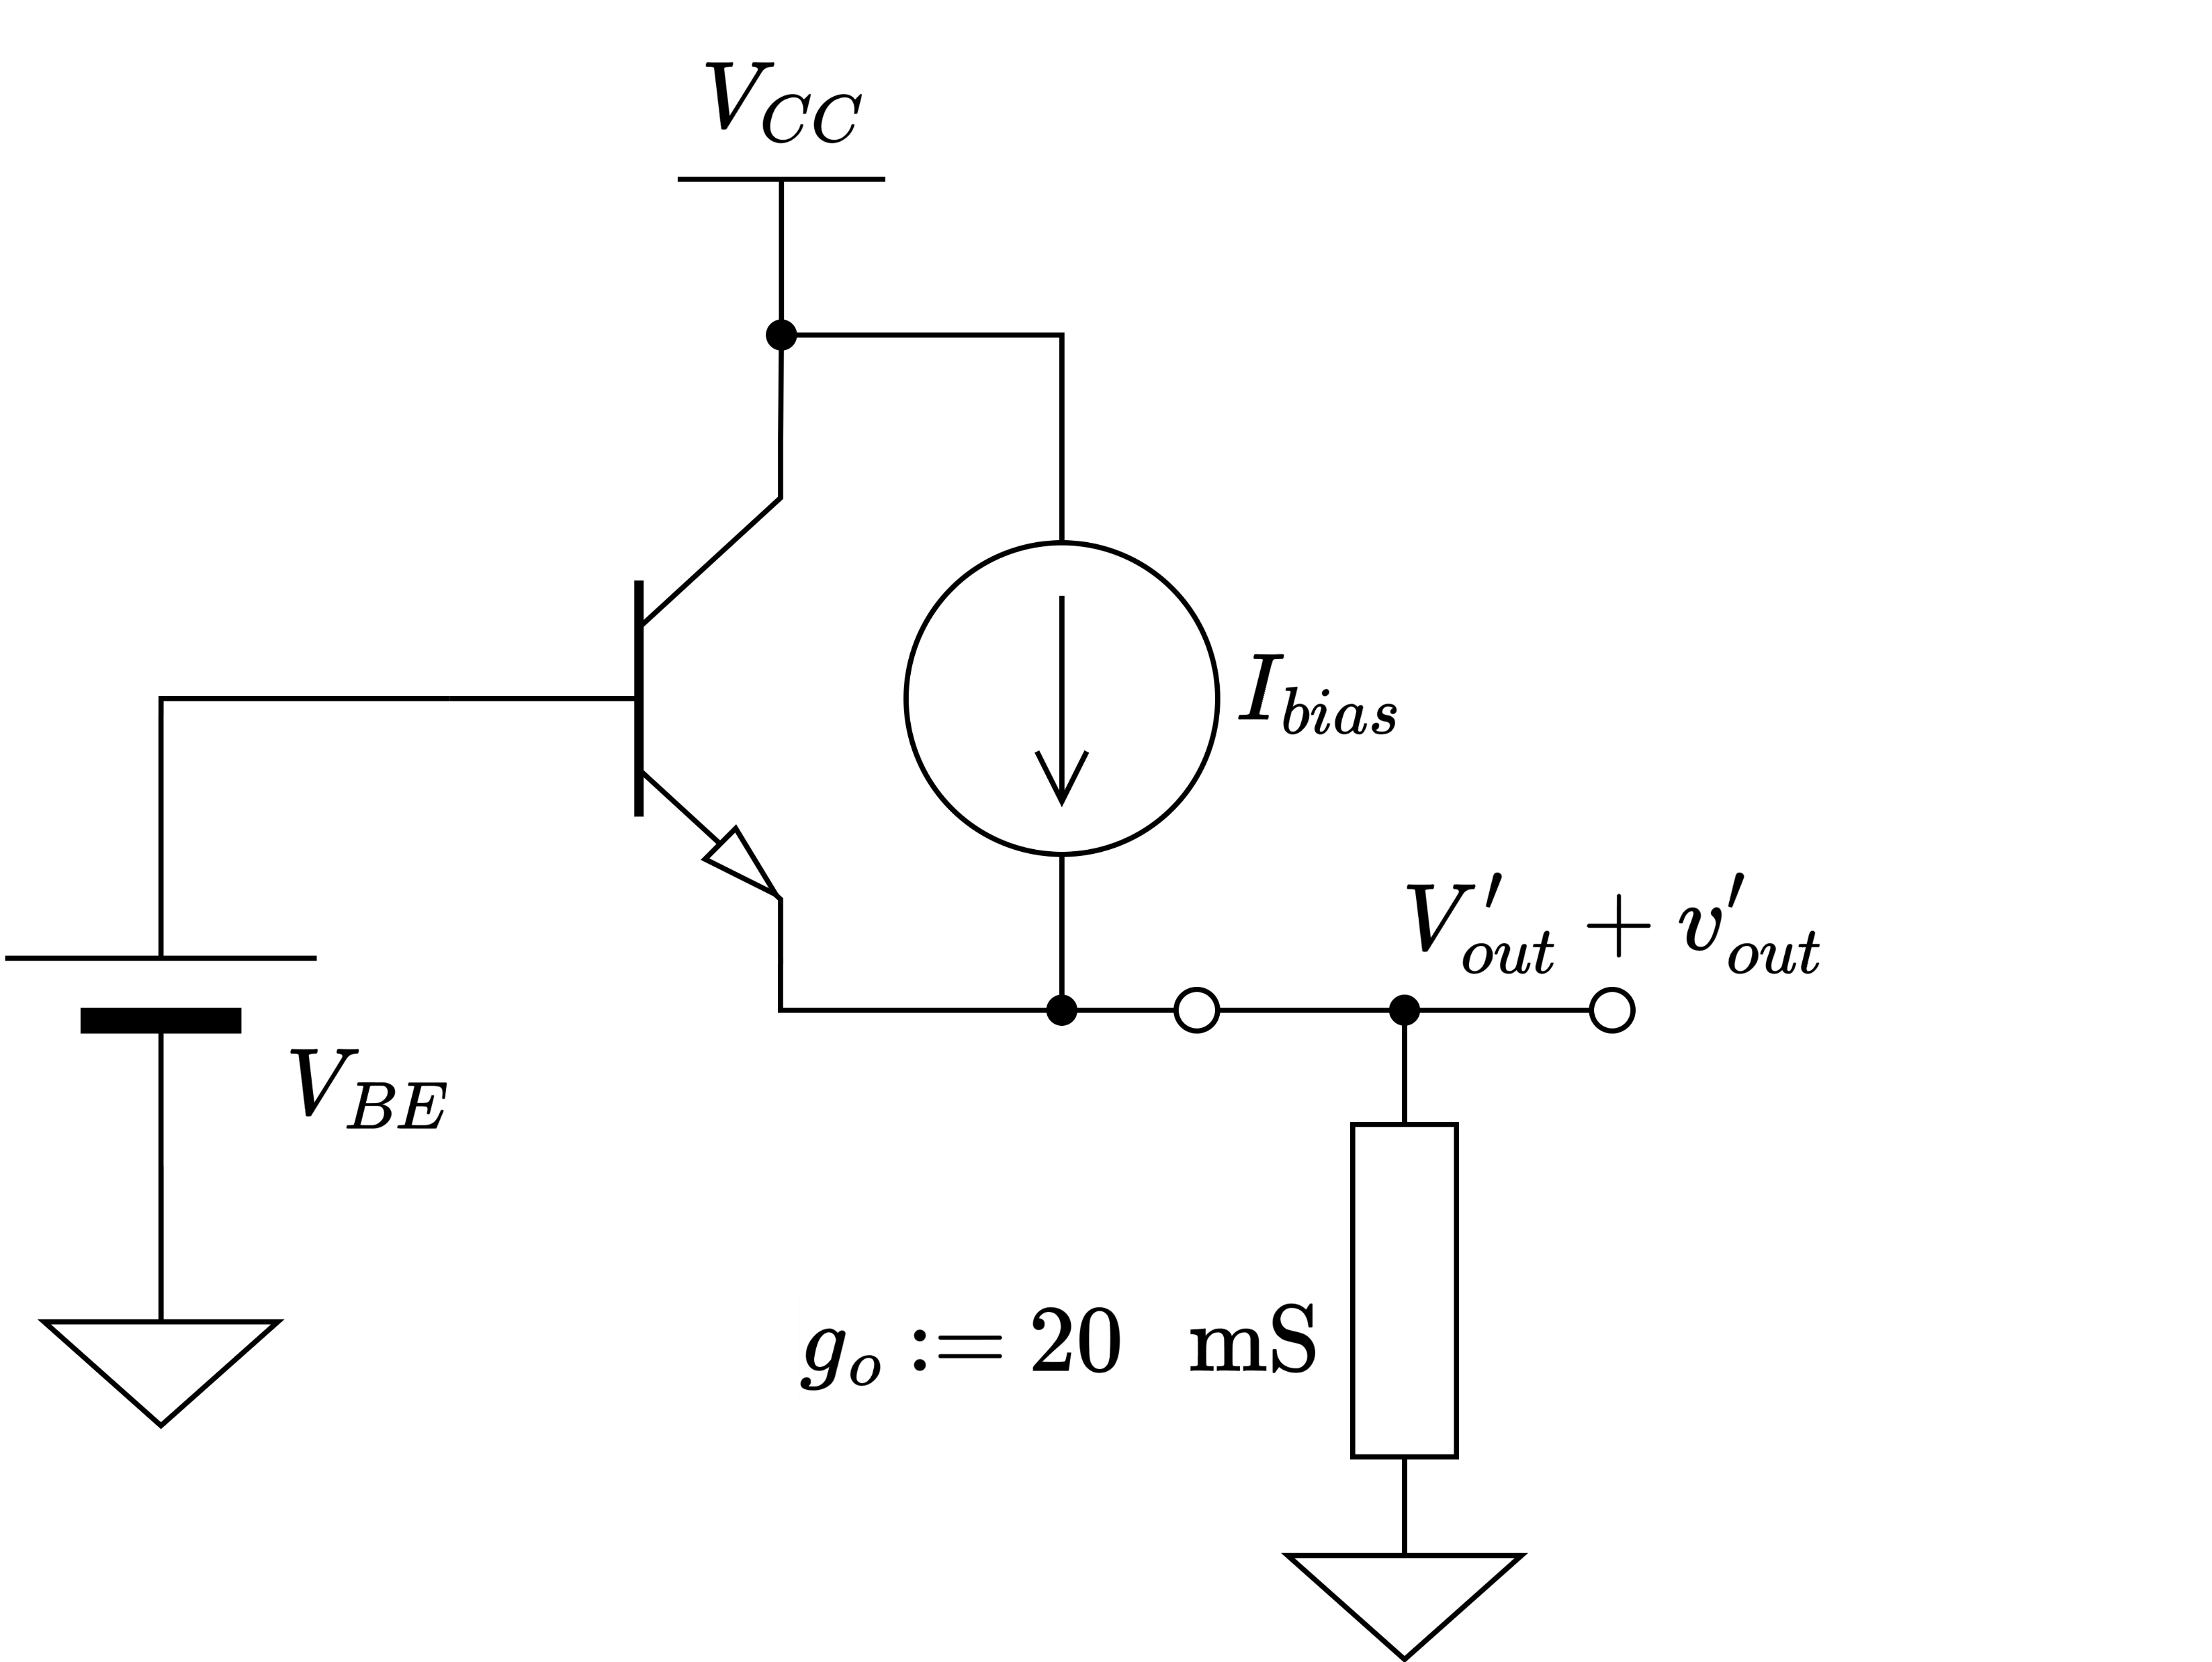 V_{CC}
I_{bias}
V'_{out} + v'_{out}
V_{BE}
g_o := 20 mS